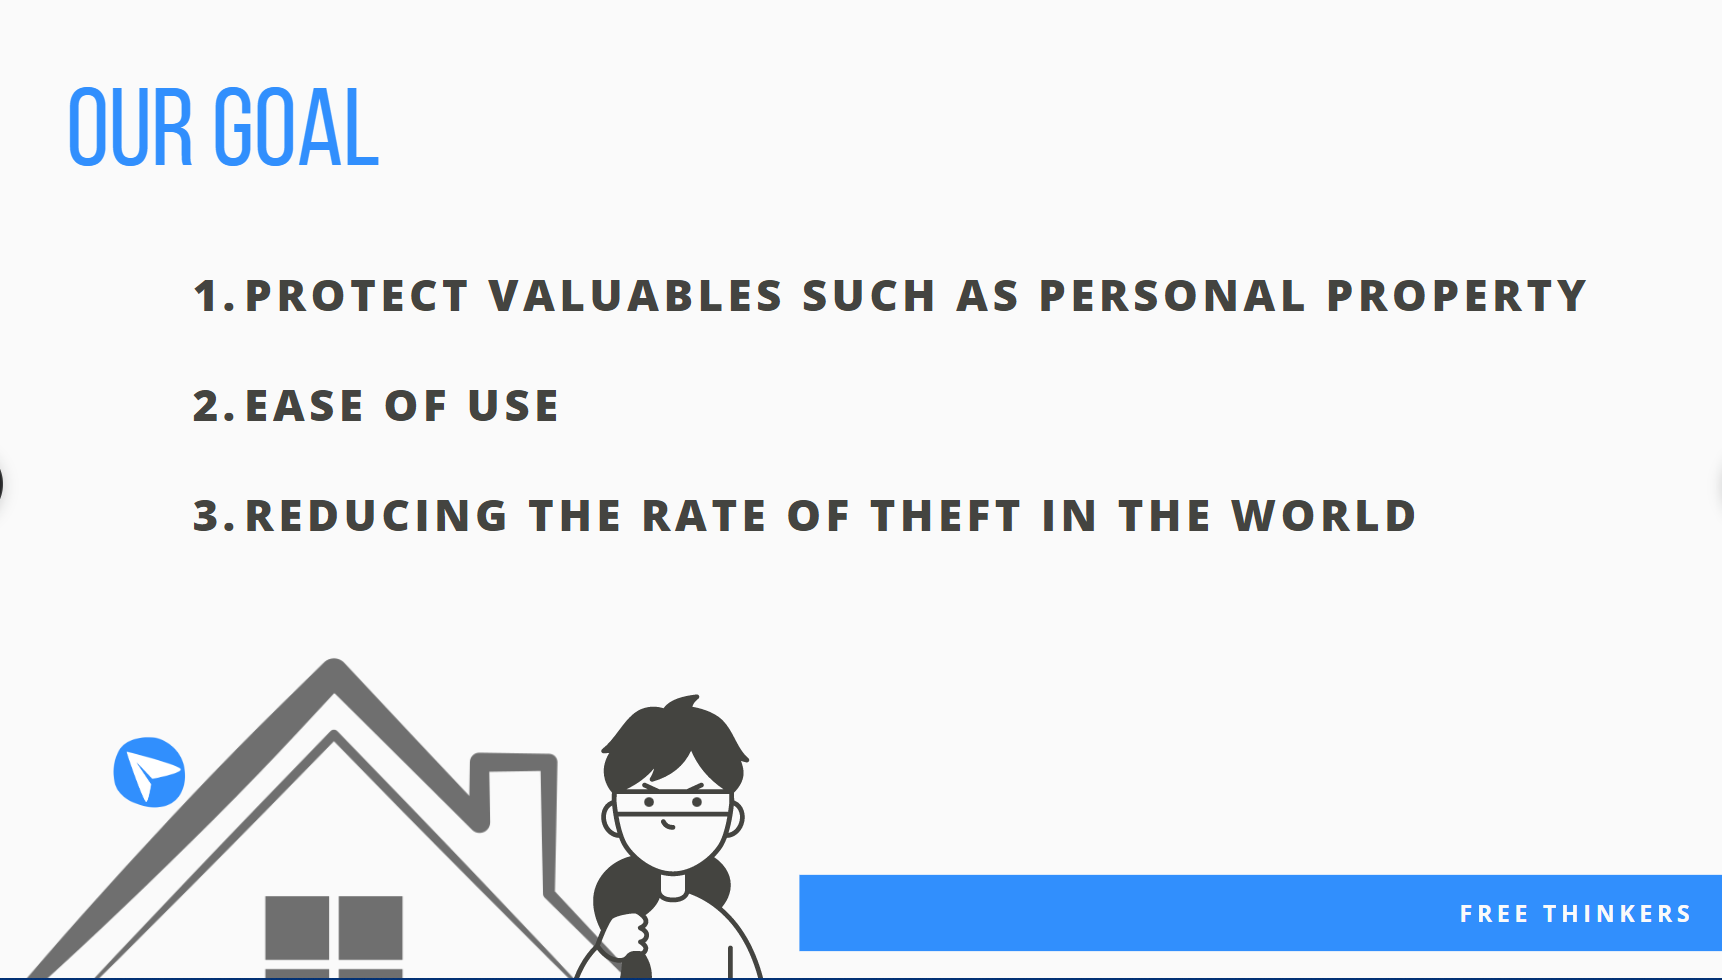 OUR GOAL
1. PROTECT VALUABLES SUCH AS PERSONAL PROPERTY
2. EASE OF USE
3. REDUCING THE RATE OF THEFT IN THE WORLD
FREE THINKERS